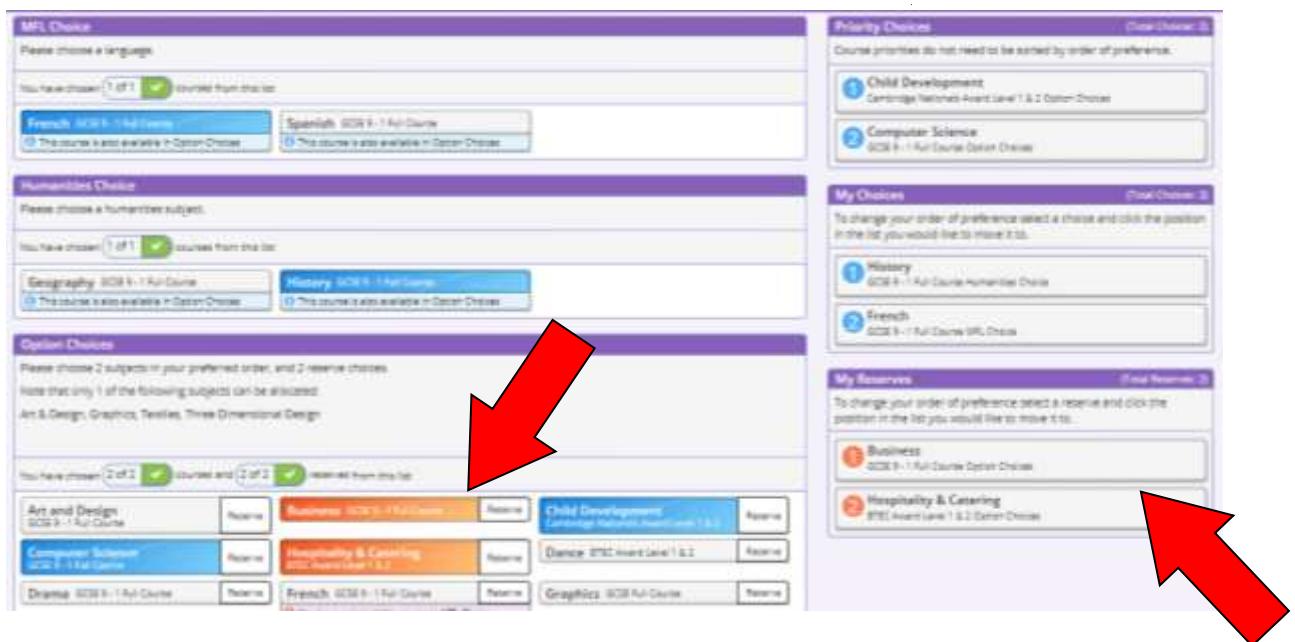 MFL Choice
Please choose a language.
You have chosen 1 of 1 courses from this list
French GCSE 9 - 1 Full Course
This course is also available in Option Choices
Spanish GCSE 9 - 1 Full Course
This course is also available in Option Choices
Humanities Choice
Please choose a humanities subject.
You have chosen 1 of 1 courses from this list
Geography GCSE 9 - 1 Full Course
This course is also available in Option Choices
History GCSE 9 - 1 Full Course
This course is also available in Option Choices
Option Choices
Please choose 2 subjects in your preferred order, and 2 reserve choices.
Note that only 1 of the following subjects can be allocated:
Art & Design, Graphics, Textiles, Three Dimensional Design
You have chosen 2 of 2 courses and 2 of 2 reserves from this list
Art and Design
GCSE 9 - 1 Full Course
Reserve
Business GCSE 9 - 1 Full Course
Reserve
Child Development
Cambridge Nationals Award Level 1 & 2
Reserve
Computer Science
GCSE 9 - 1 Full Course
Reserve
Hospitality & Catering
BTEC Award Level 1 & 2
Reserve
Dance BTEC Award Level 1 & 2
Reserve
Drama GCSE 9 - 1 Full Course
Reserve
French GCSE 9 - 1 Full Course
Reserve
Graphics GCSE Full Course
Reserve
Priority Choices (Total Choices: 2)
Course priorities do not need to be sorted by order of preference.
1 Child Development
Cambridge Nationals Award Level 1 & 2 Option Choices
2 Computer Science
GCSE 9 - 1 Full Course Option Choices
My Choices (Total Choices: 2)
To change your order of preference select a choice and click the position
in the list you would like to move it to.
1 History
GCSE 9 - 1 Full Course Humanities Choice
2 French
GCSE 9 - 1 Full Course MFL Choice
My Reserves (Total Reserves: 2)
To change your order of preference select a reserve and click the
position in the list you would like to move it to.
1 Business
GCSE 9 - 1 Full Course Option Choices
2 Hospitality & Catering
BTEC Award Level 1 & 2 Option Choices